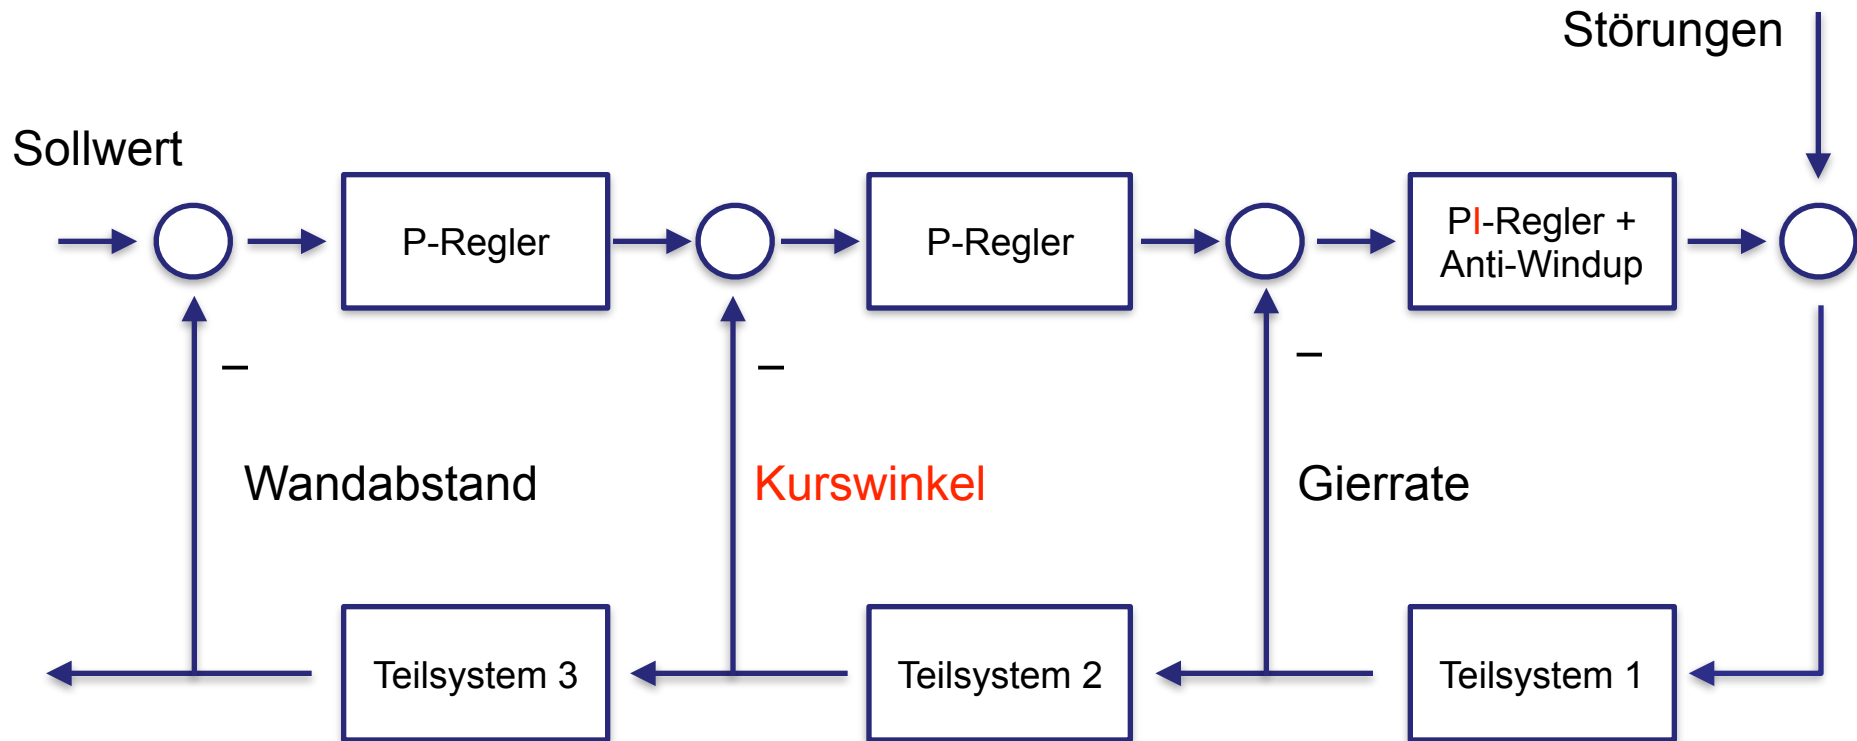 Störungen
Sollwert
P-Regler
P-Regler
PI-Regler +
Anti-Windup
–
–
–
Wandabstand
Kurswinkel
Gierrate
Teilsystem 3
Teilsystem 2
Teilsystem 1